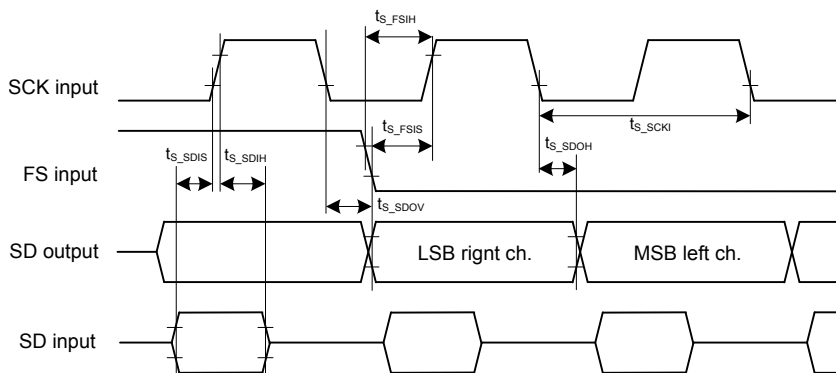 tS_FSIH
SCK input
tS_SCKI
tS_FSIS
tS_SDOH
tS_SDIS
tS_SDIH
FS input
tS_SDOV
SD output
LSB rignt ch.
MSB left ch.
SD input